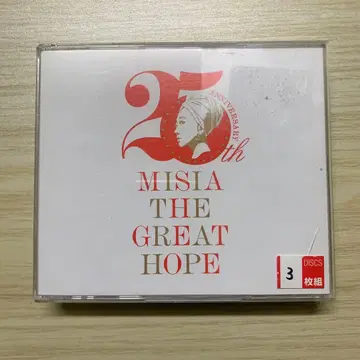 25th
ANNIVERSARY
MISIA
THE
GREAT
HOPE
3
DISCS
枚組